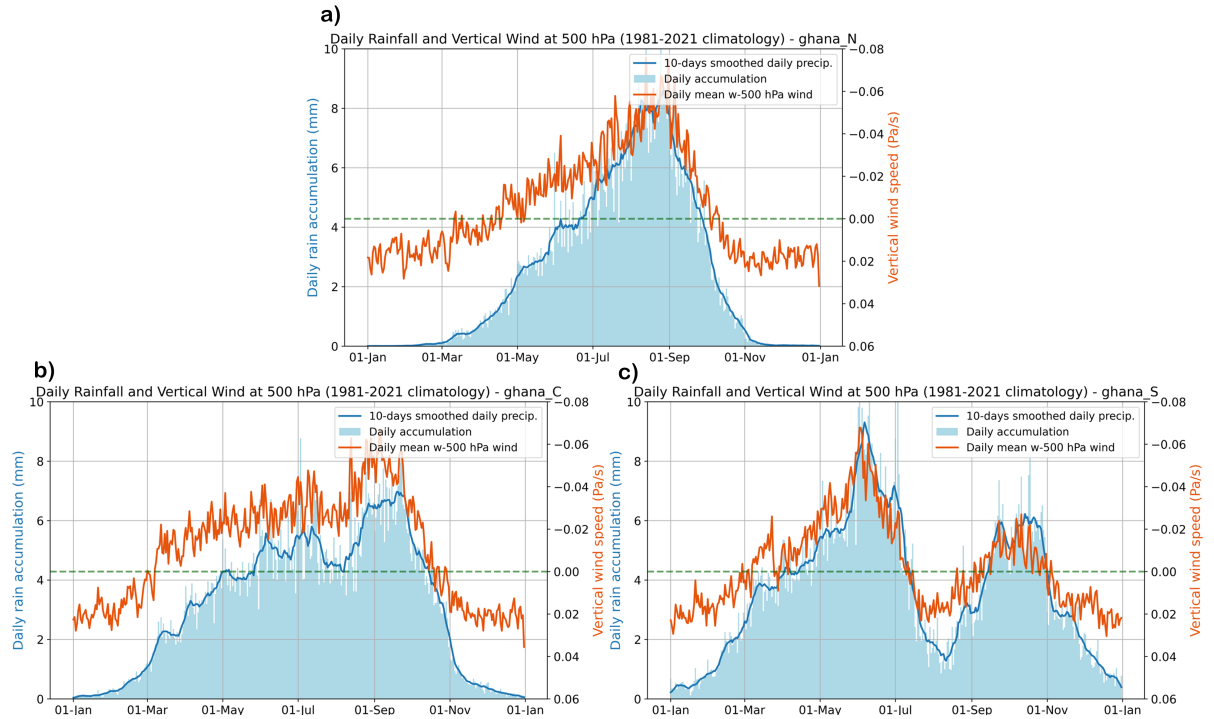 a)
Daily Rainfall and Vertical Wind at 500 hPa (1981-2021 climatology) - ghana_N
10-days smoothed daily precip.
Daily accumulation
Daily mean w-500 hPa wind
Daily rain accumulation (mm)
10
8
6
4
2
0
−0.08
−0.06
−0.04
−0.02
0.00
0.02
0.04
0.06
Vertical wind speed (Pa/s)
01-Jan 01-Mar 01-May 01-Jul 01-Sep 01-Nov 01-Jan
b)
Daily Rainfall and Vertical Wind at 500 hPa (1981-2021 climatology) - ghana_C
10-days smoothed daily precip.
Daily accumulation
Daily mean w-500 hPa wind
Daily rain accumulation (mm)
10
8
6
4
2
0
−0.08
−0.06
−0.04
−0.02
0.00
0.02
0.04
0.06
Vertical wind speed (Pa/s)
01-Jan 01-Mar 01-May 01-Jul 01-Sep 01-Nov 01-Jan
c)
Daily Rainfall and Vertical Wind at 500 hPa (1981-2021 climatology) - ghana_S
10-days smoothed daily precip.
Daily accumulation
Daily mean w-500 hPa wind
Daily rain accumulation (mm)
10
8
6
4
2
0
−0.08
−0.06
−0.04
−0.02
0.00
0.02
0.04
0.06
Vertical wind speed (Pa/s)
01-Jan 01-Mar 01-May 01-Jul 01-Sep 01-Nov 01-Jan